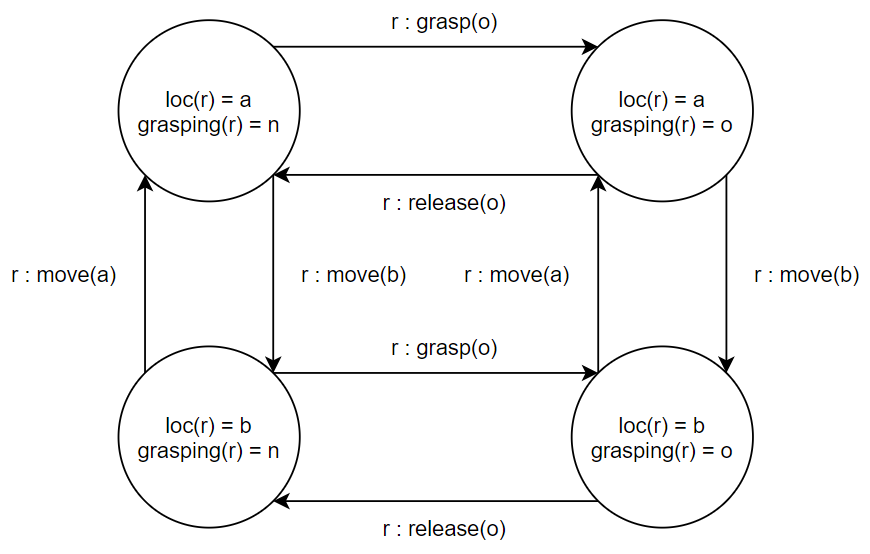 r : grasp(o)
loc(r) = a
grasping(r) = n
loc(r) = a
grasping(r) = o
r : release(o)
r : move(a)
r : move(b)
r : move(a)
r : move(b)
r : grasp(o)
loc(r) = b
grasping(r) = n
loc(r) = b
grasping(r) = o
r : release(o)